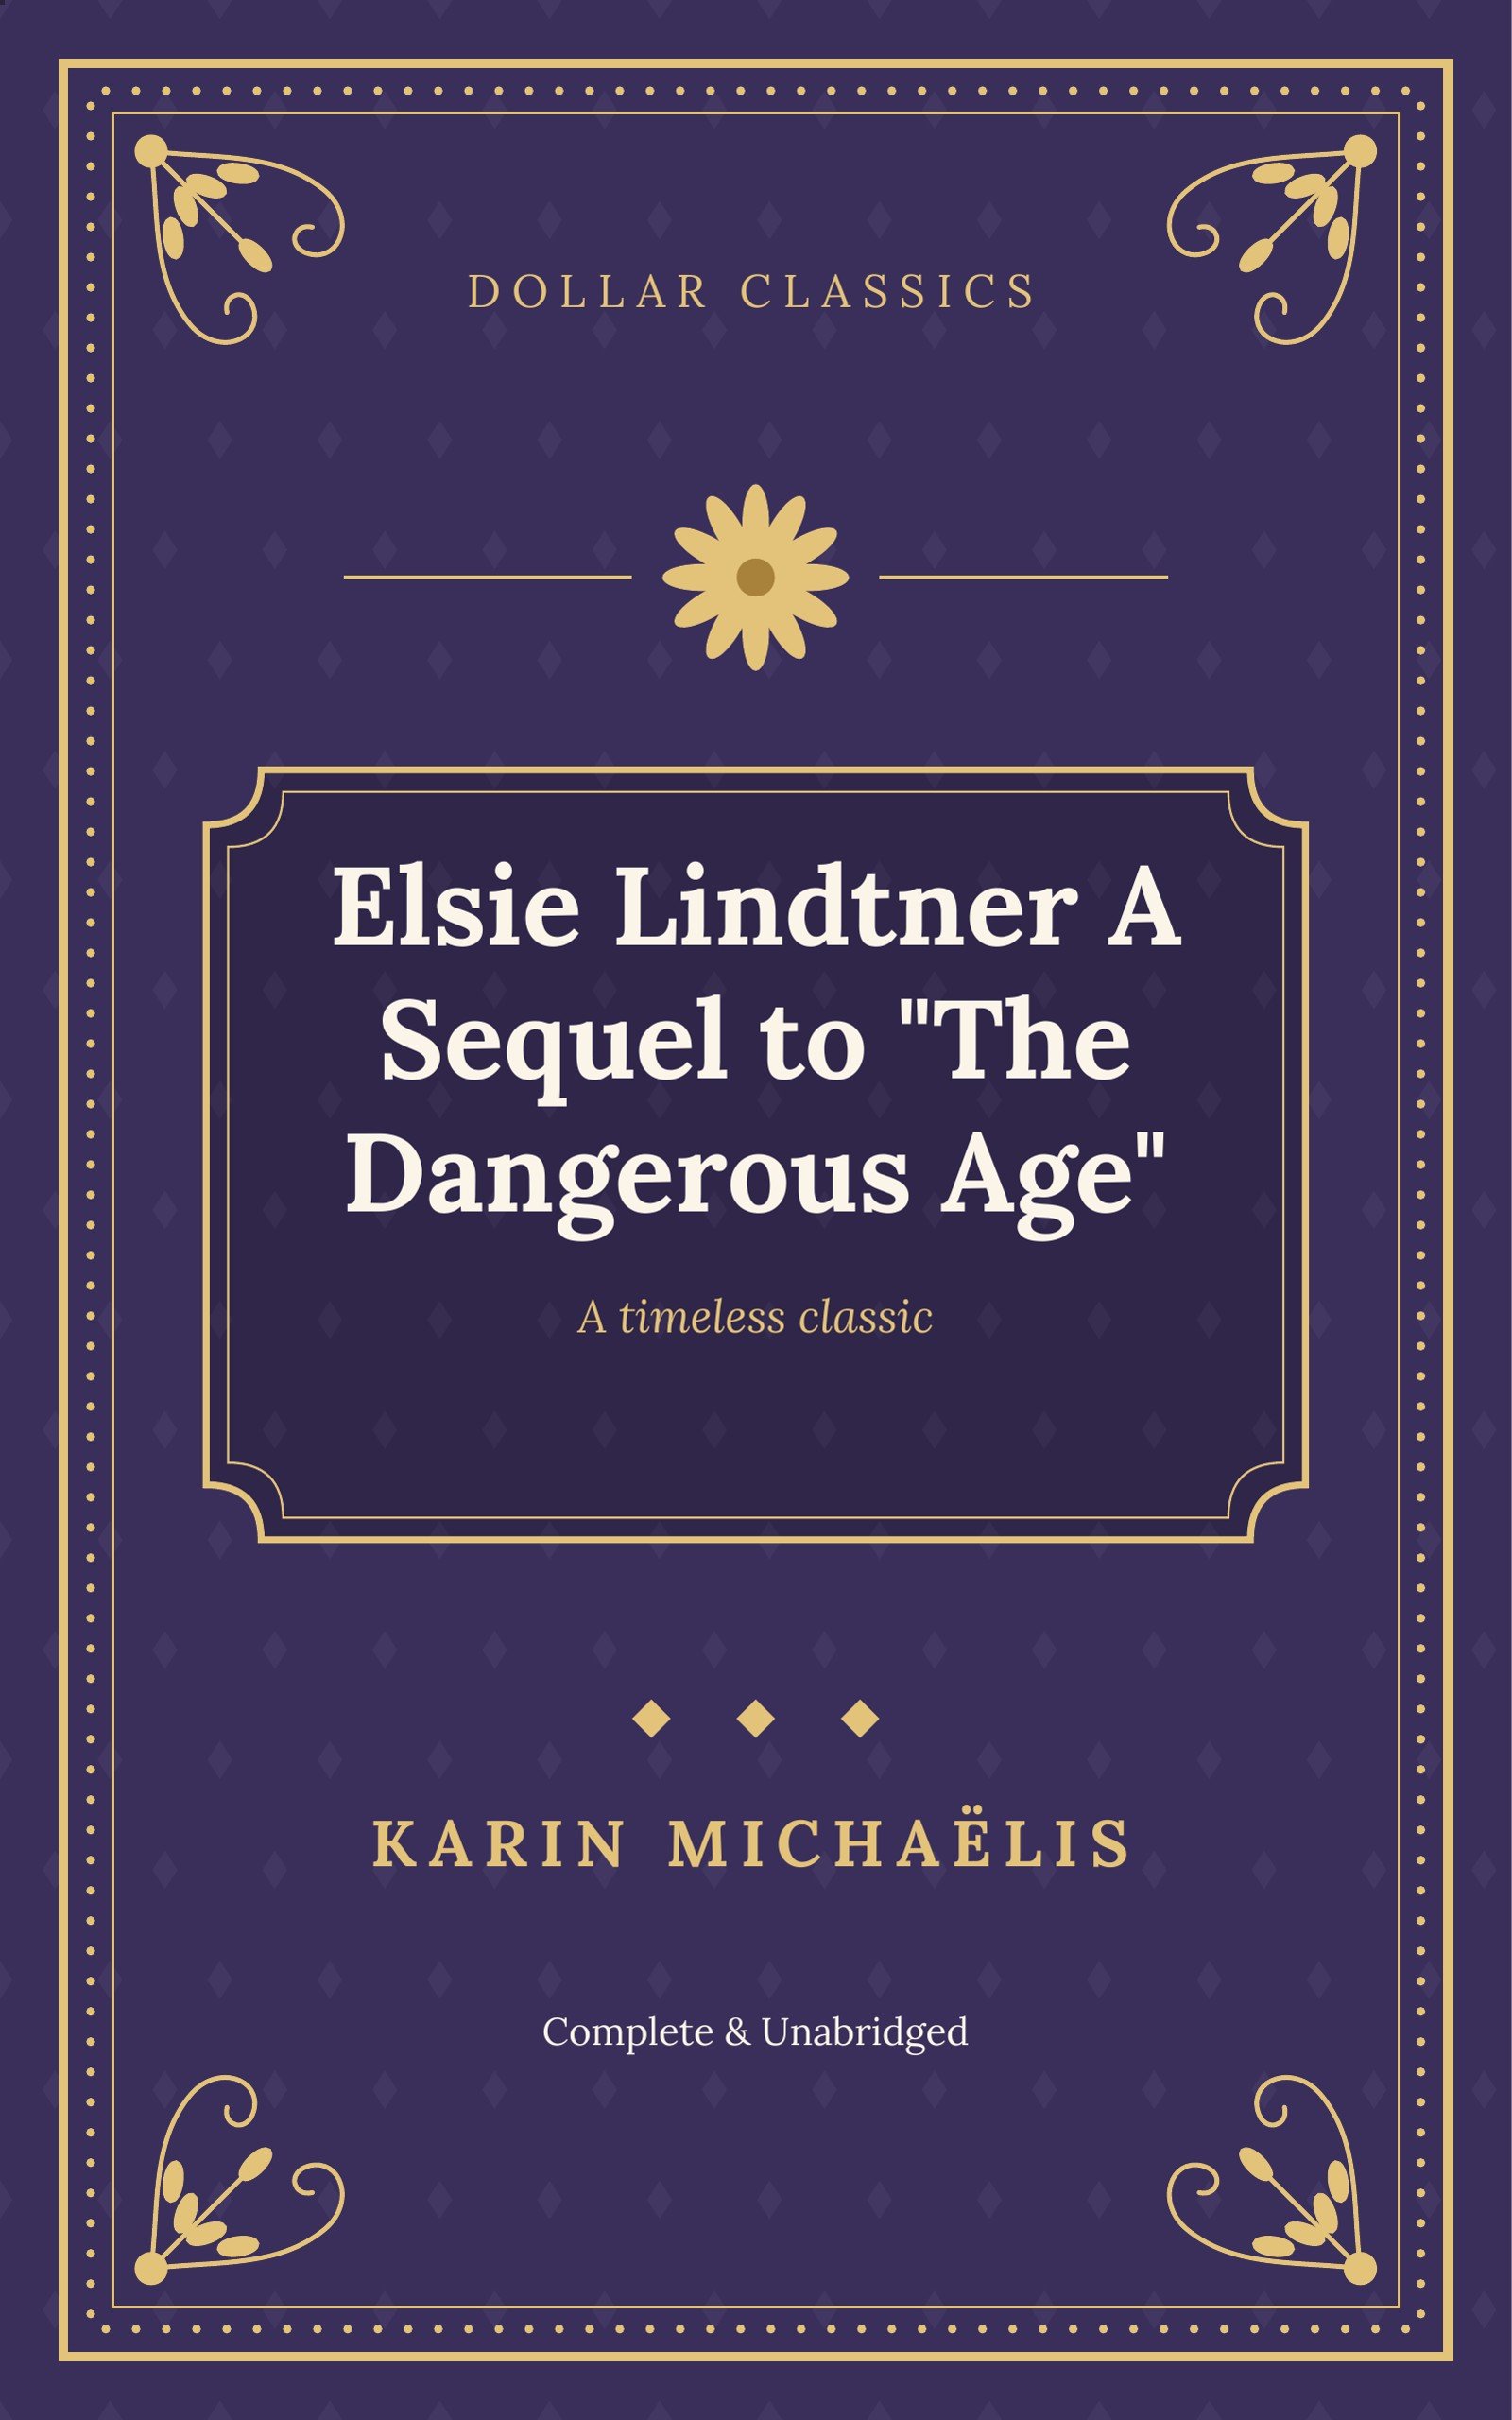 DOLLAR CLASSICS
Elsie Lindtner A
Sequel to "The
Dangerous Age"
A timeless classic
KARIN MICHAËLIS
Complete & Unabridged